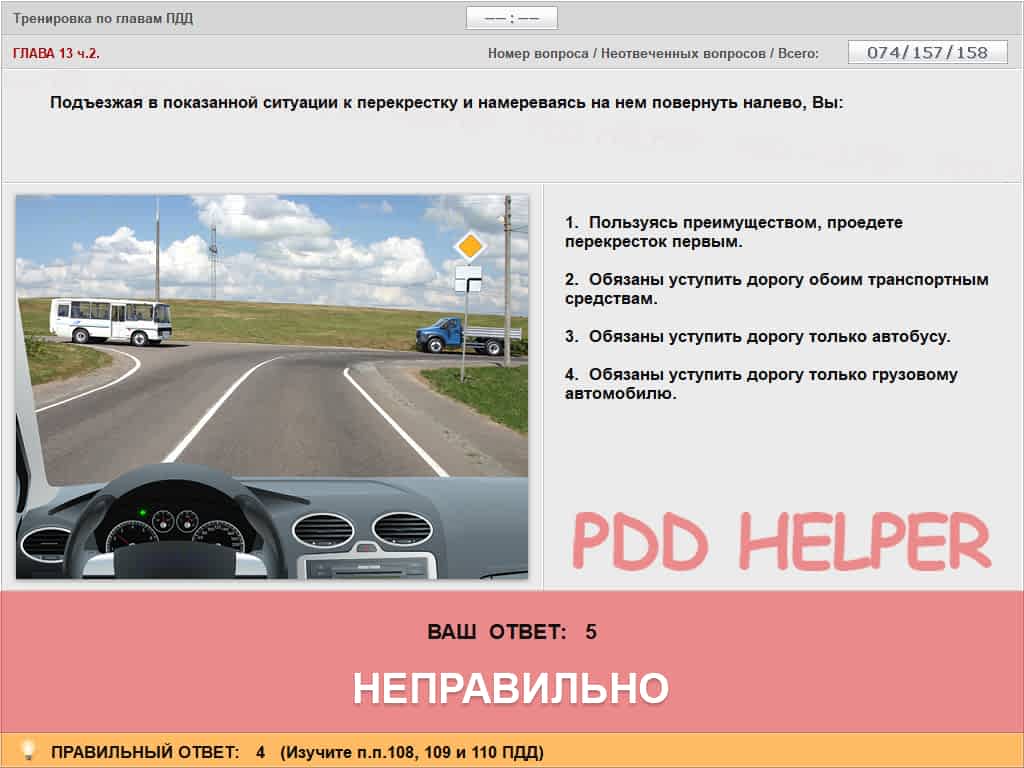 Тренировка по главам ПДД
—— : ——
ГЛАВА 13 ч.2.
Номер вопроса / Неотвеченных вопросов / Всего:
074/157/158
Подъезжая в показанной ситуации к перекрестку и намереваясь на нем повернуть налево, Вы:
1. Пользуясь преимуществом, проедете
перекресток первым.
2. Обязаны уступить дорогу обоим транспортным
средствам.
3. Обязаны уступить дорогу только автобусу.
4. Обязаны уступить дорогу только грузовому
автомобилю.
PDD HELPER
ВАШ ОТВЕТ: 5
НЕПРАВИЛЬНО
ПРАВИЛЬНЫЙ ОТВЕТ: 4 (Изучите п.п.108, 109 и 110 ПДД)